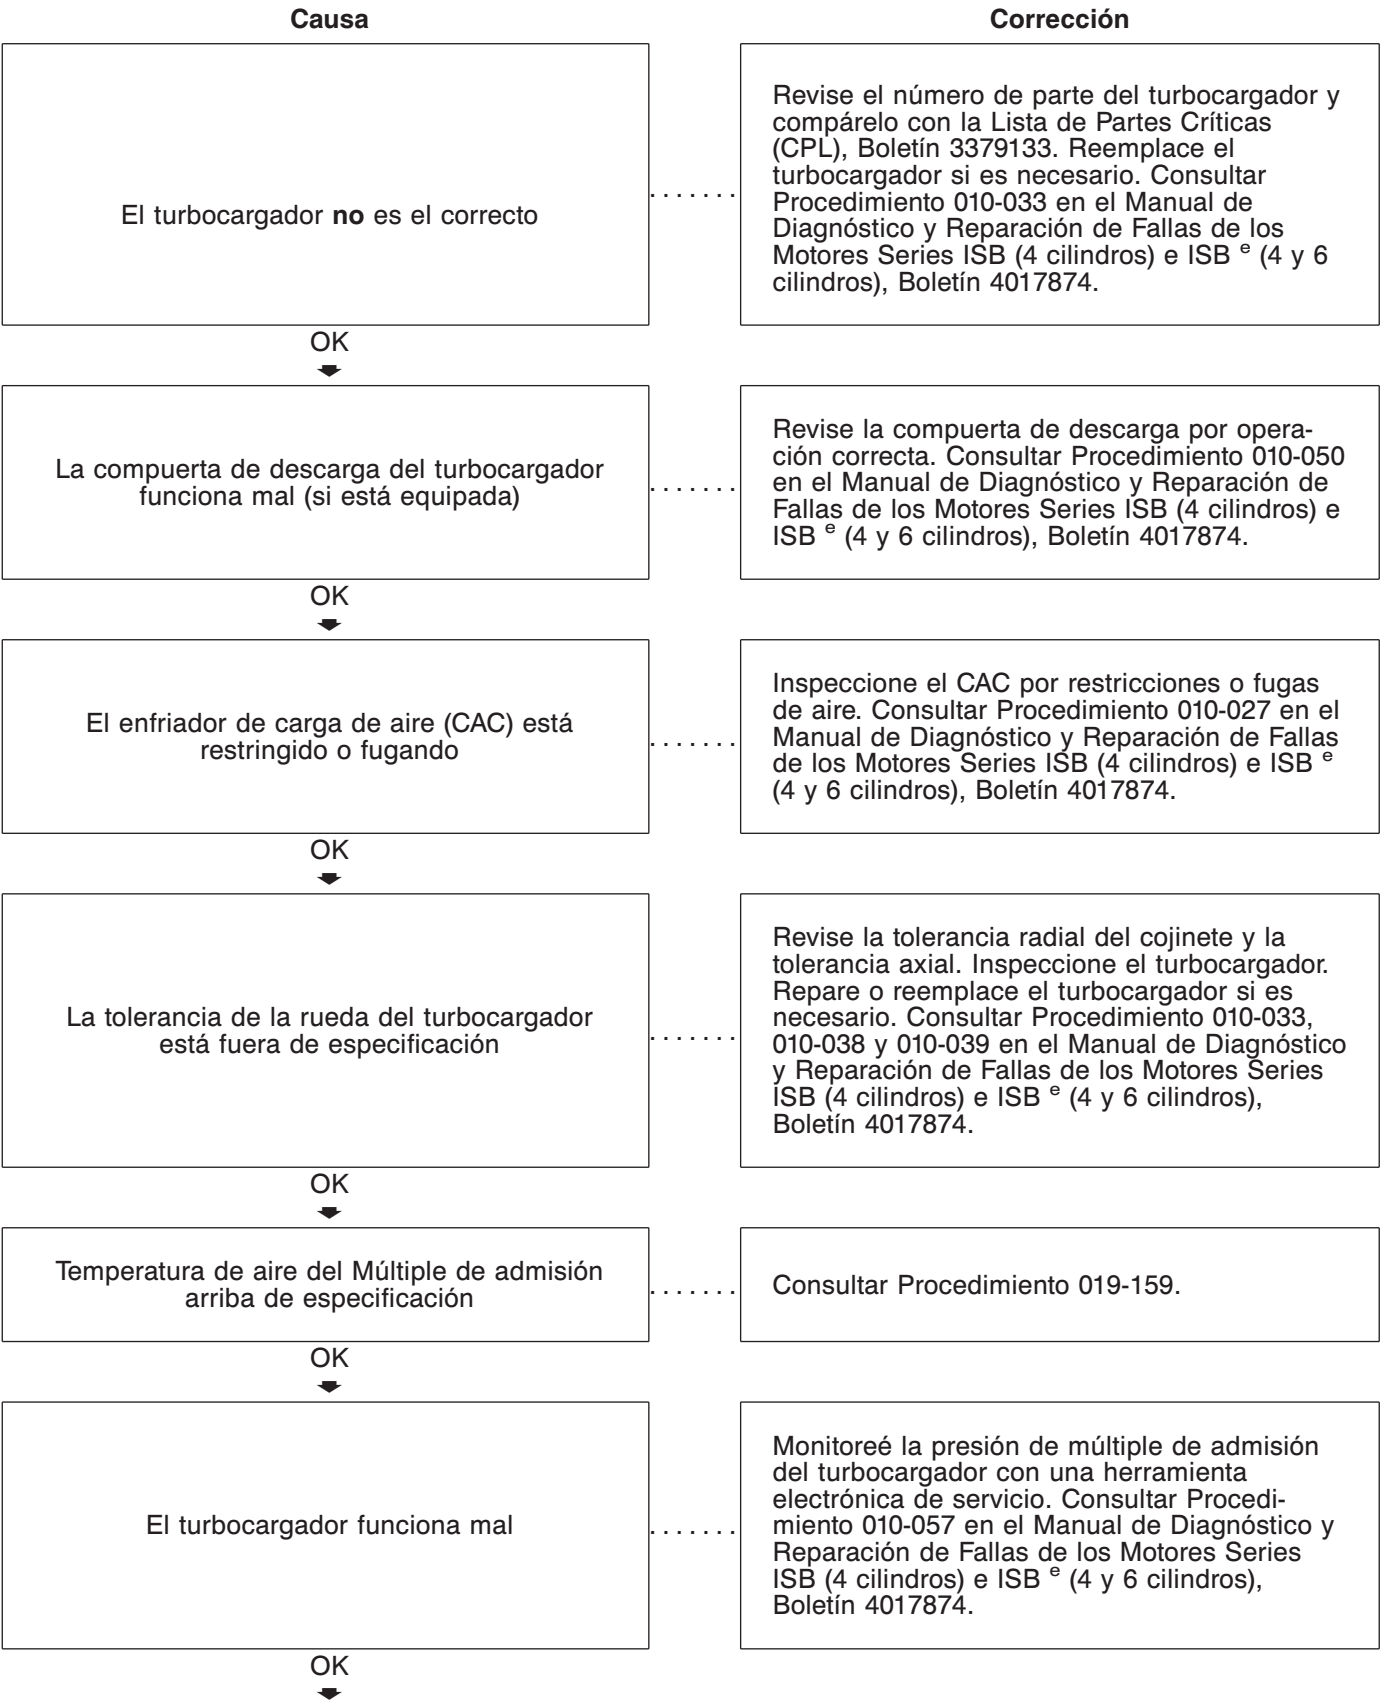 Causa
Corrección
El turbocargador no es el correcto
.......
Revise el número de parte del turbocargador y
compárelo con la Lista de Partes Críticas
(CPL), Boletín 3379133. Reemplace el
turbocargador si es necesario. Consultar
Procedimiento 010-033 en el Manual de
Diagnóstico y Reparación de Fallas de los
Motores Series ISB (4 cilindros) e ISB e (4 y 6
cilindros), Boletín 4017874.
OK
La compuerta de descarga del turbocargador
funciona mal (si está equipada)
.......
Revise la compuerta de descarga por opera-
ción correcta. Consultar Procedimiento 010-050
en el Manual de Diagnóstico y Reparación de
Fallas de los Motores Series ISB (4 cilindros) e
ISB e (4 y 6 cilindros), Boletín 4017874.
OK
El enfriador de carga de aire (CAC) está
restringido o fugando
.......
Inspeccione el CAC por restricciones o fugas
de aire. Consultar Procedimiento 010-027 en el
Manual de Diagnóstico y Reparación de Fallas
de los Motores Series ISB (4 cilindros) e ISB e
(4 y 6 cilindros), Boletín 4017874.
OK
La tolerancia de la rueda del turbocargador
está fuera de especificación
.......
Revise la tolerancia radial del cojinete y la
tolerancia axial. Inspeccione el turbocargador.
Repare o reemplace el turbocargador si es
necesario. Consultar Procedimiento 010-033,
010-038 y 010-039 en el Manual de Diagnóstico
y Reparación de Fallas de los Motores Series
ISB (4 cilindros) e ISB e (4 y 6 cilindros),
Boletín 4017874.
OK
Temperatura de aire del Múltiple de admisión
arriba de especificación
.......
Consultar Procedimiento 019-159.
OK
El turbocargador funciona mal
.......
Monitoreé la presión de múltiple de admisión
del turbocargador con una herramienta
electrónica de servicio. Consultar Procedi-
miento 010-057 en el Manual de Diagnóstico y
Reparación de Fallas de los Motores Series
ISB (4 cilindros) e ISB e (4 y 6 cilindros),
Boletín 4017874.
OK